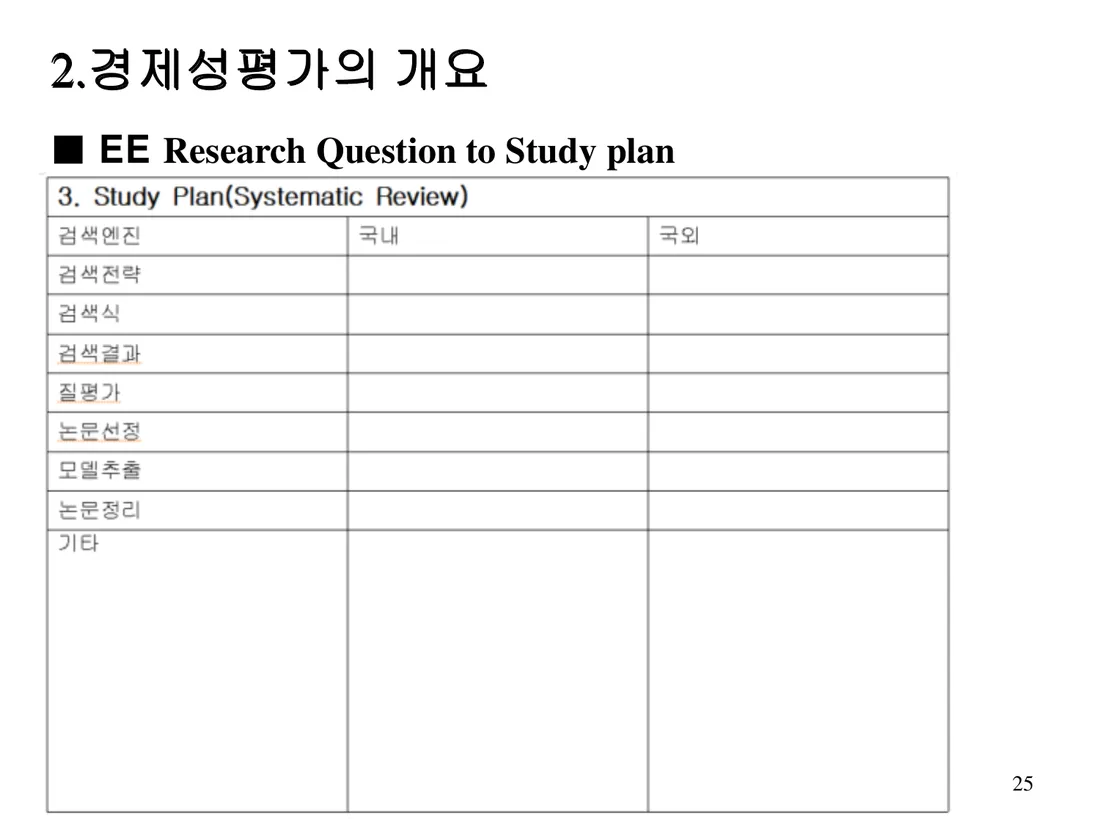 2.경제성평가의 개요
■ EE Research Question to Study plan
3. Study Plan(Systematic Review)
검색엔진 국내 국외
검색전략
검색식
검색결과
질평가
논문선정
모델추출
논문정리
기타
25